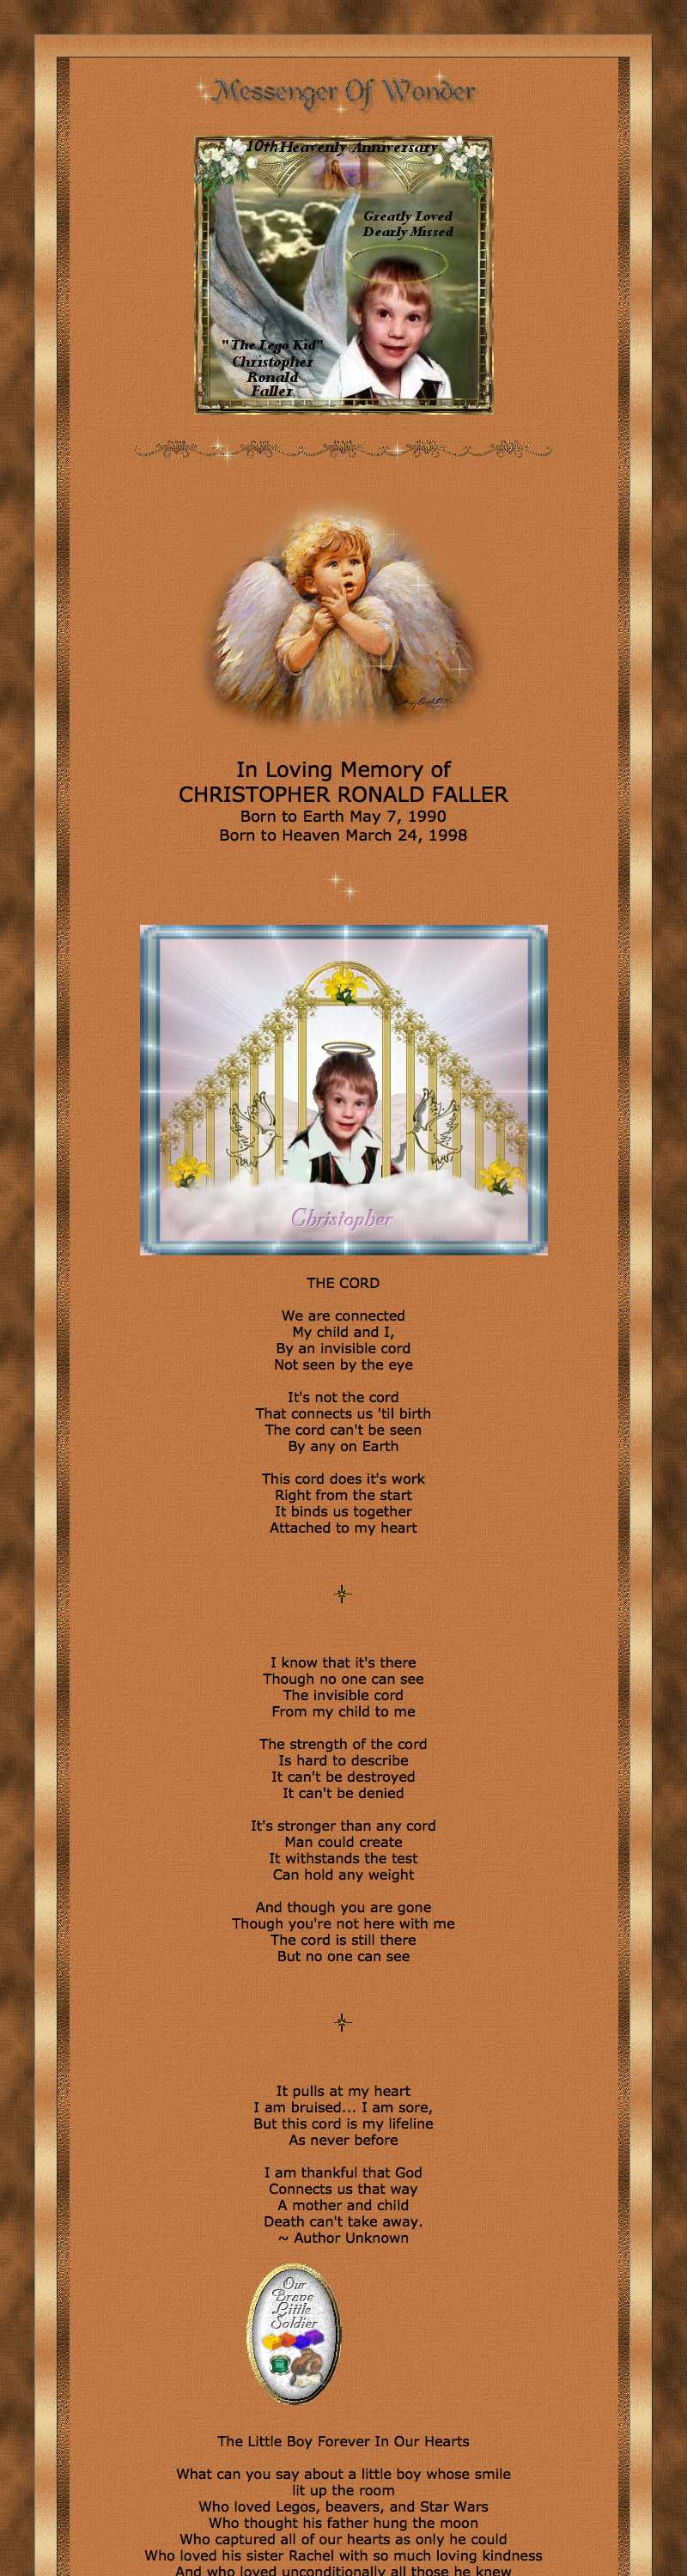 Messenger Of Wonder
10th Heavenly Anniversary
Greatly Loved
Dearly Missed
"The Lego Kid"
Christopher
Ronald
Faller
In Loving Memory of
CHRISTOPHER RONALD FALLER
Born to Earth May 7, 1990
Born to Heaven March 24, 1998
Christopher
THE CORD
We are connected
My child and I,
By an invisible cord
Not seen by the eye
It's not the cord
That connects us 'til birth
The cord can't be seen
By any on Earth
This cord does it's work
Right from the start
It binds us together
Attached to my heart
I know that it's there
Though no one can see
The invisible cord
From my child to me
The strength of the cord
Is hard to describe
It can't be destroyed
It can't be denied
It's stronger than any cord
Man could create
It withstands the test
Can hold any weight
And though you are gone
Though you're not here with me
The cord is still there
But no one can see
It pulls at my heart
I am bruised... I am sore,
But this cord is my lifeline
As never before
I am thankful that God
Connects us that way
A mother and child
Death can't take away.
~ Author Unknown
Our
Brave
Little
Soldier
The Little Boy Forever In Our Hearts
What can you say about a little boy whose smile
lit up the room
Who loved Legos, beavers, and Star Wars
Who thought his father hung the moon
Who captured all of our hearts as only he could
Who loved his sister Rachel with so much loving kindness
And who loved unconditionally all those he knew